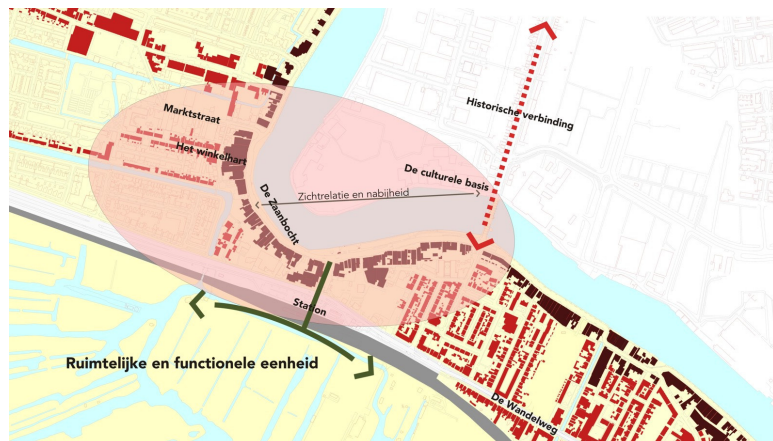 Marktstraat
Historische verbinding
Het winkelhart
De culturele basis
Zichtrelatie en nabijheid
De Zaanbocht
Station
Ruimtelijke en functionele eenheid
De Wandelweg